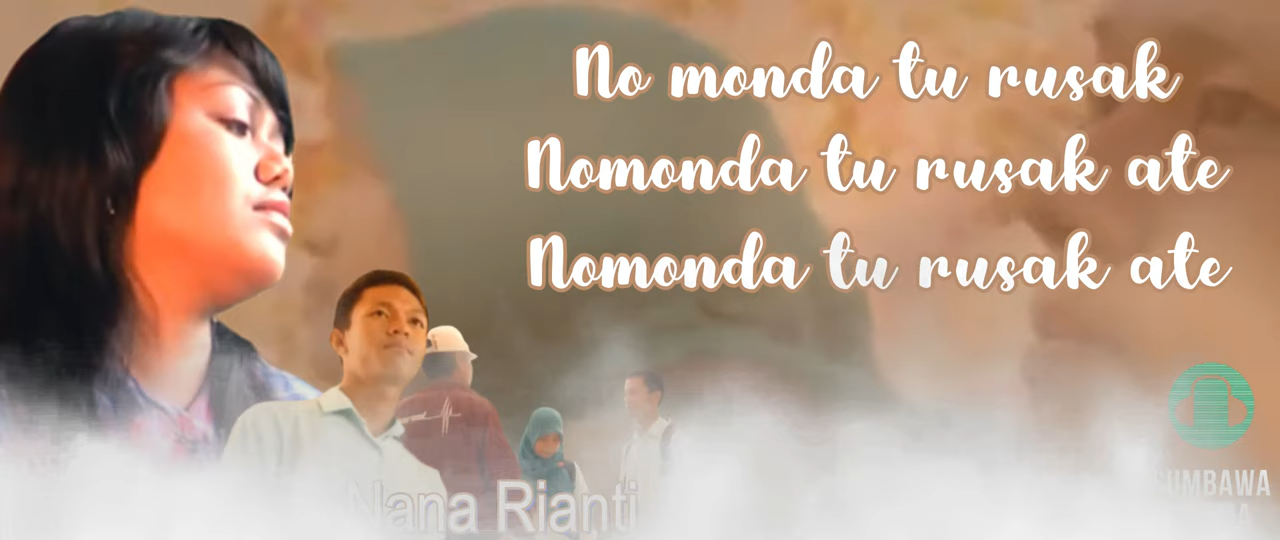 No monda tu rusak
Nomonda tu rusak ate
Nomonda tu rusak ate
Nana Rianti
SUMBAWA